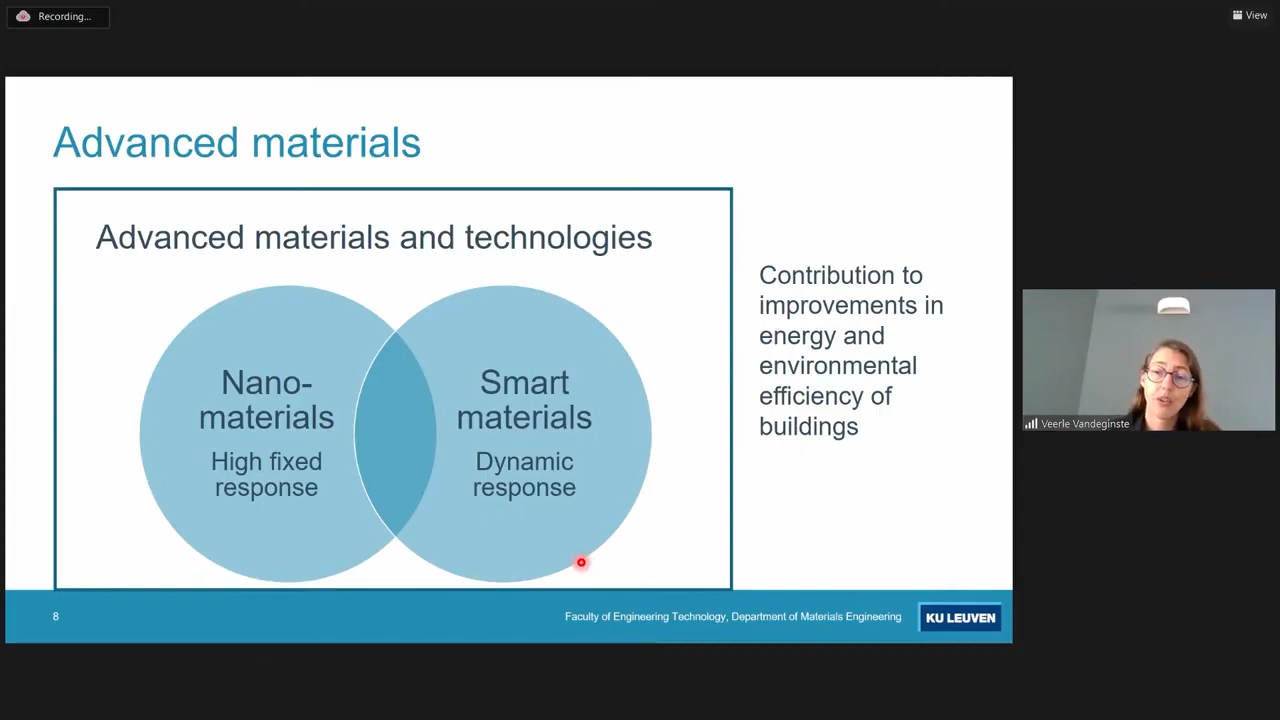 Recording...
View
Advanced materials
Advanced materials and technologies
Nano-
materials
High fixed
response
Smart
materials
Dynamic
response
Contribution to
improvements in
energy and
environmental
efficiency of
buildings
Veerle Vandeginste
8
Faculty of Engineering Technology, Department of Materials Engineering
KU LEUVEN